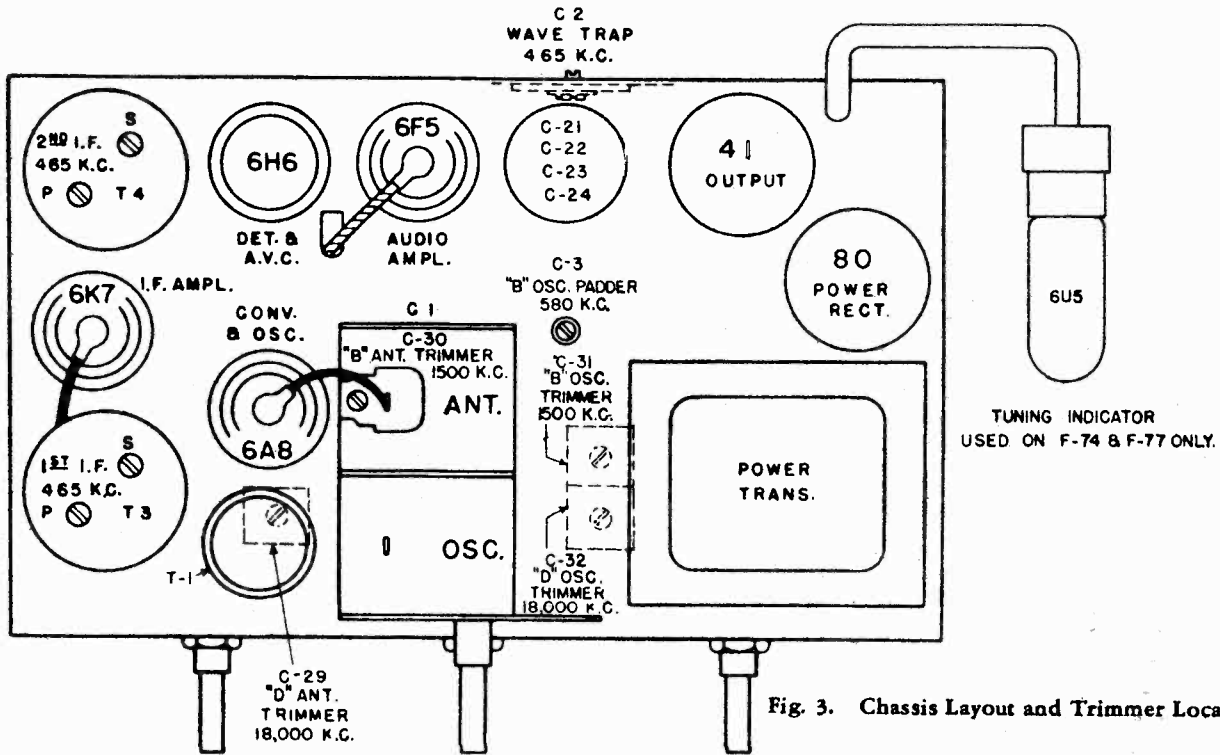 C 2
WAVE TRAP
465 K.C.
S
2ND I.F.
465 K.C.
P T 4
6H6
DET. &
A.V.C.
6F5
AUDIO
AMPL.
C-21
C-22
C-23
C-24
41
OUTPUT
80
POWER
RECT.
6U5
TUNING INDICATOR
USED ON F-74 & F-77 ONLY.
6K7
I.F. AMPL.
CONV.
& OSC.
6A8
C 1
C-30
"B" ANT. TRIMMER
1500 K.C.
ANT.
OSC.
C-3
"B" OSC. PADDER
580 K.C.
C-31
"B" OSC.
TRIMMER
1500 K.C.
C-32
"D" OSC.
TRIMMER
18,000 K.C.
POWER
TRANS.
S
1ST I.F.
465 K.C.
P T 3
T-1
C-29
"D" ANT.
TRIMMER
18,000 K.C.
Fig. 3. Chassis Layout and Trimmer Loca